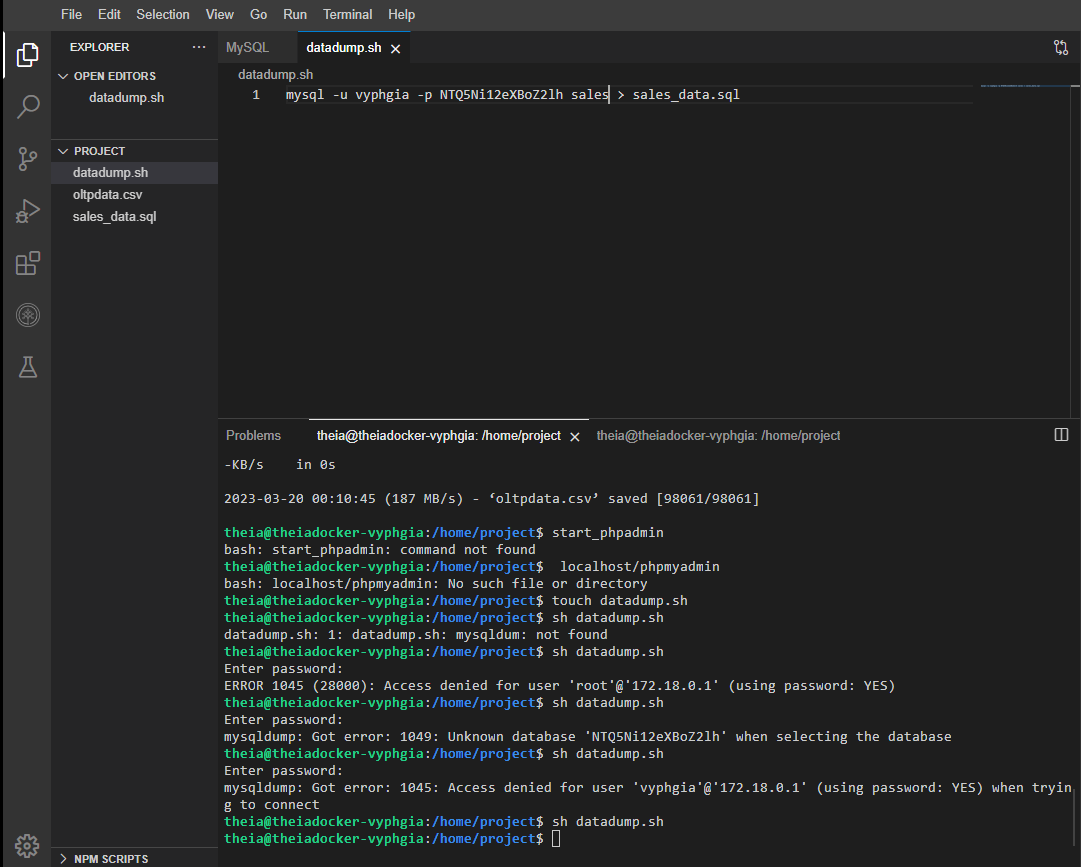 File Edit Selection View Go Run Terminal Help
EXPLORER ...
MySQL datadump.sh
OPEN EDITORS
datadump.sh
datadump.sh
1 mysql -u vyphgia -p NTQ5Ni12eXBoZ2lh sales > sales_data.sql
PROJECT
datadump.sh
oltpdata.csv
sales_data.sql
Problems theia@theiadocker-vyphgia: /home/project theia@theiadocker-vyphgia: /home/project
-KB/s    in 0s
2023-03-20 00:10:45 (187 MB/s) - ‘oltpdata.csv’ saved [98061/98061]
theia@theiadocker-vyphgia:/home/project$ start_phpadmin
bash: start_phpadmin: command not found
theia@theiadocker-vyphgia:/home/project$  localhost/phpmyadmin
bash: localhost/phpmyadmin: No such file or directory
theia@theiadocker-vyphgia:/home/project$ touch datadump.sh
theia@theiadocker-vyphgia:/home/project$ sh datadump.sh
datadump.sh: 1: datadump.sh: mysqldum: not found
theia@theiadocker-vyphgia:/home/project$ sh datadump.sh
Enter password:
ERROR 1045 (28000): Access denied for user 'root'@'172.18.0.1' (using password: YES)
theia@theiadocker-vyphgia:/home/project$ sh datadump.sh
Enter password:
mysqldump: Got error: 1049: Unknown database 'NTQ5Ni12eXBoZ2lh' when selecting the database
theia@theiadocker-vyphgia:/home/project$ sh datadump.sh
Enter password:
mysqldump: Got error: 1045: Access denied for user 'vyphgia'@'172.18.0.1' (using password: YES) when tryin
g to connect
theia@theiadocker-vyphgia:/home/project$ sh datadump.sh
theia@theiadocker-vyphgia:/home/project$
NPM SCRIPTS